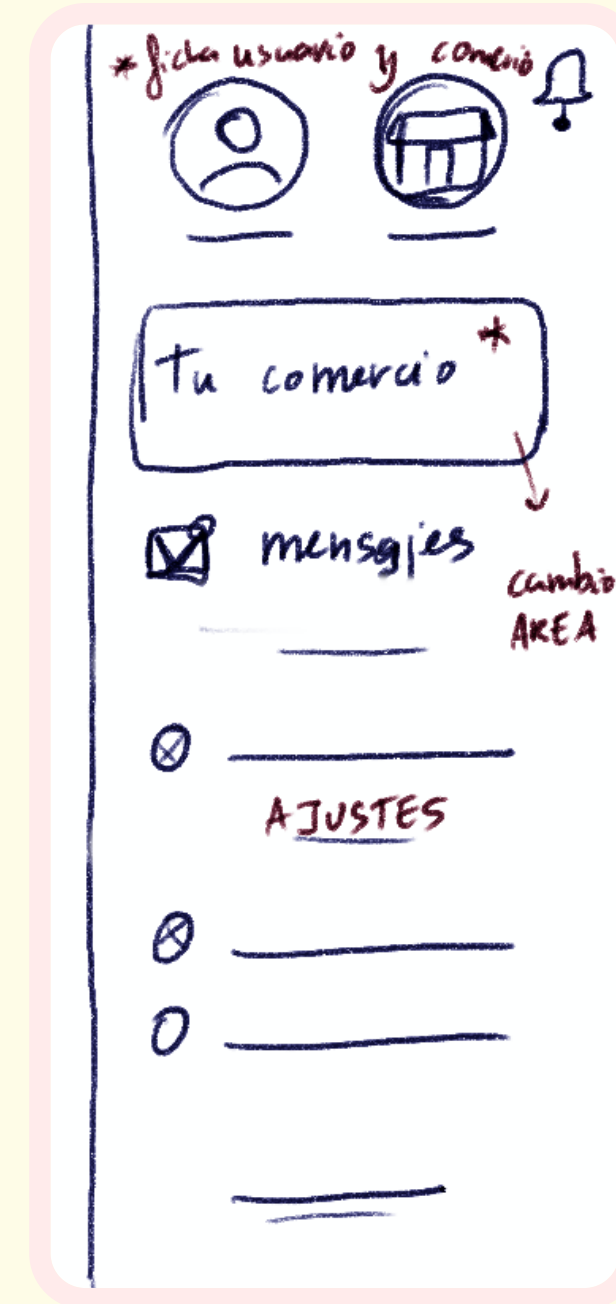 * ficha usuario y comercio
Tu comercio *
mensajes
cambio
AREA
AJUSTES